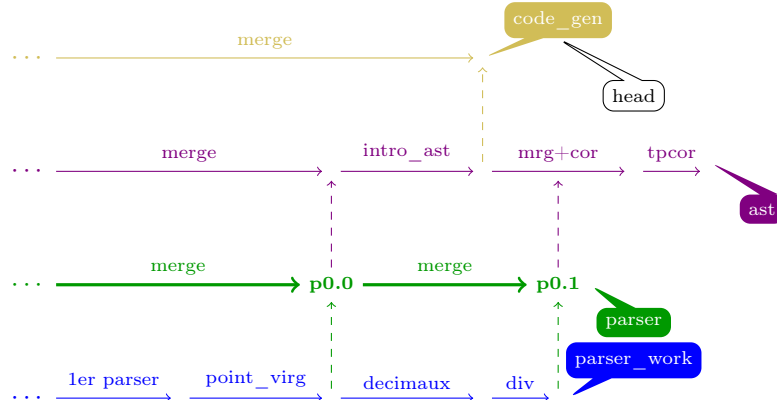 code_gen
merge
...
head
merge
intro_ast
mrg+cor
tpcor
...
ast
merge
merge
...
p0.0
p0.1
parser
parser_work
1er parser
point_virg
decimaux
div
...